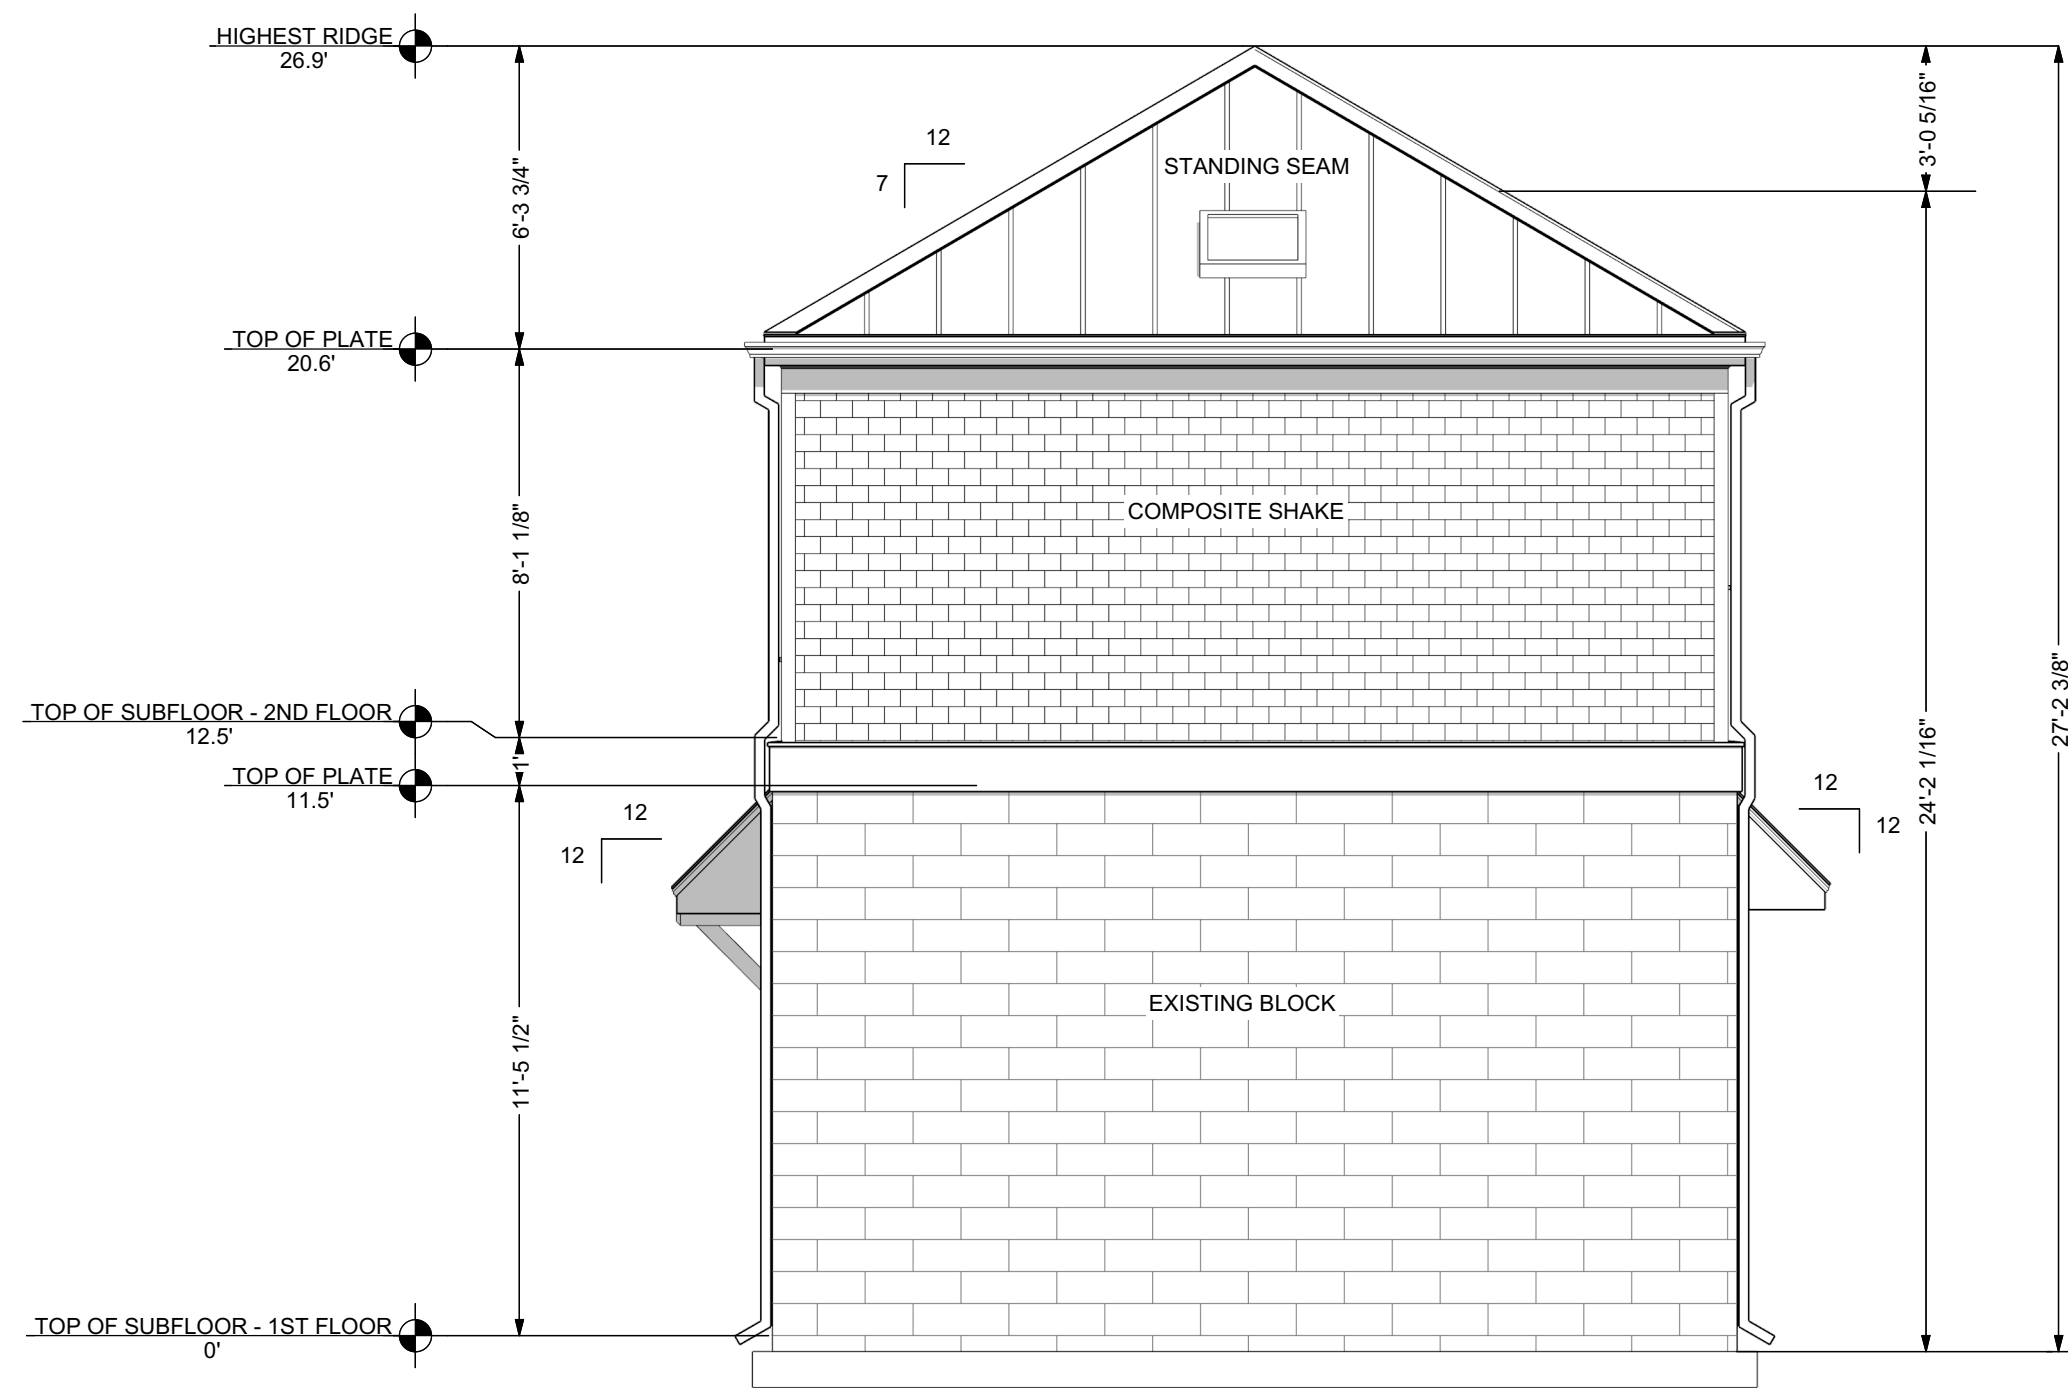 HIGHEST RIDGE
26.9'
6'-3 3/4"
3'-0 5/16"
12
7
STANDING SEAM
TOP OF PLATE
20.6'
8'-1 1/8"
COMPOSITE SHAKE
TOP OF SUBFLOOR - 2ND FLOOR
12.5'
1'
TOP OF PLATE
11.5'
12
12
12
12
24'-2 1/16"
27'-2 3/8"
EXISTING BLOCK
11'-5 1/2"
TOP OF SUBFLOOR - 1ST FLOOR
0'